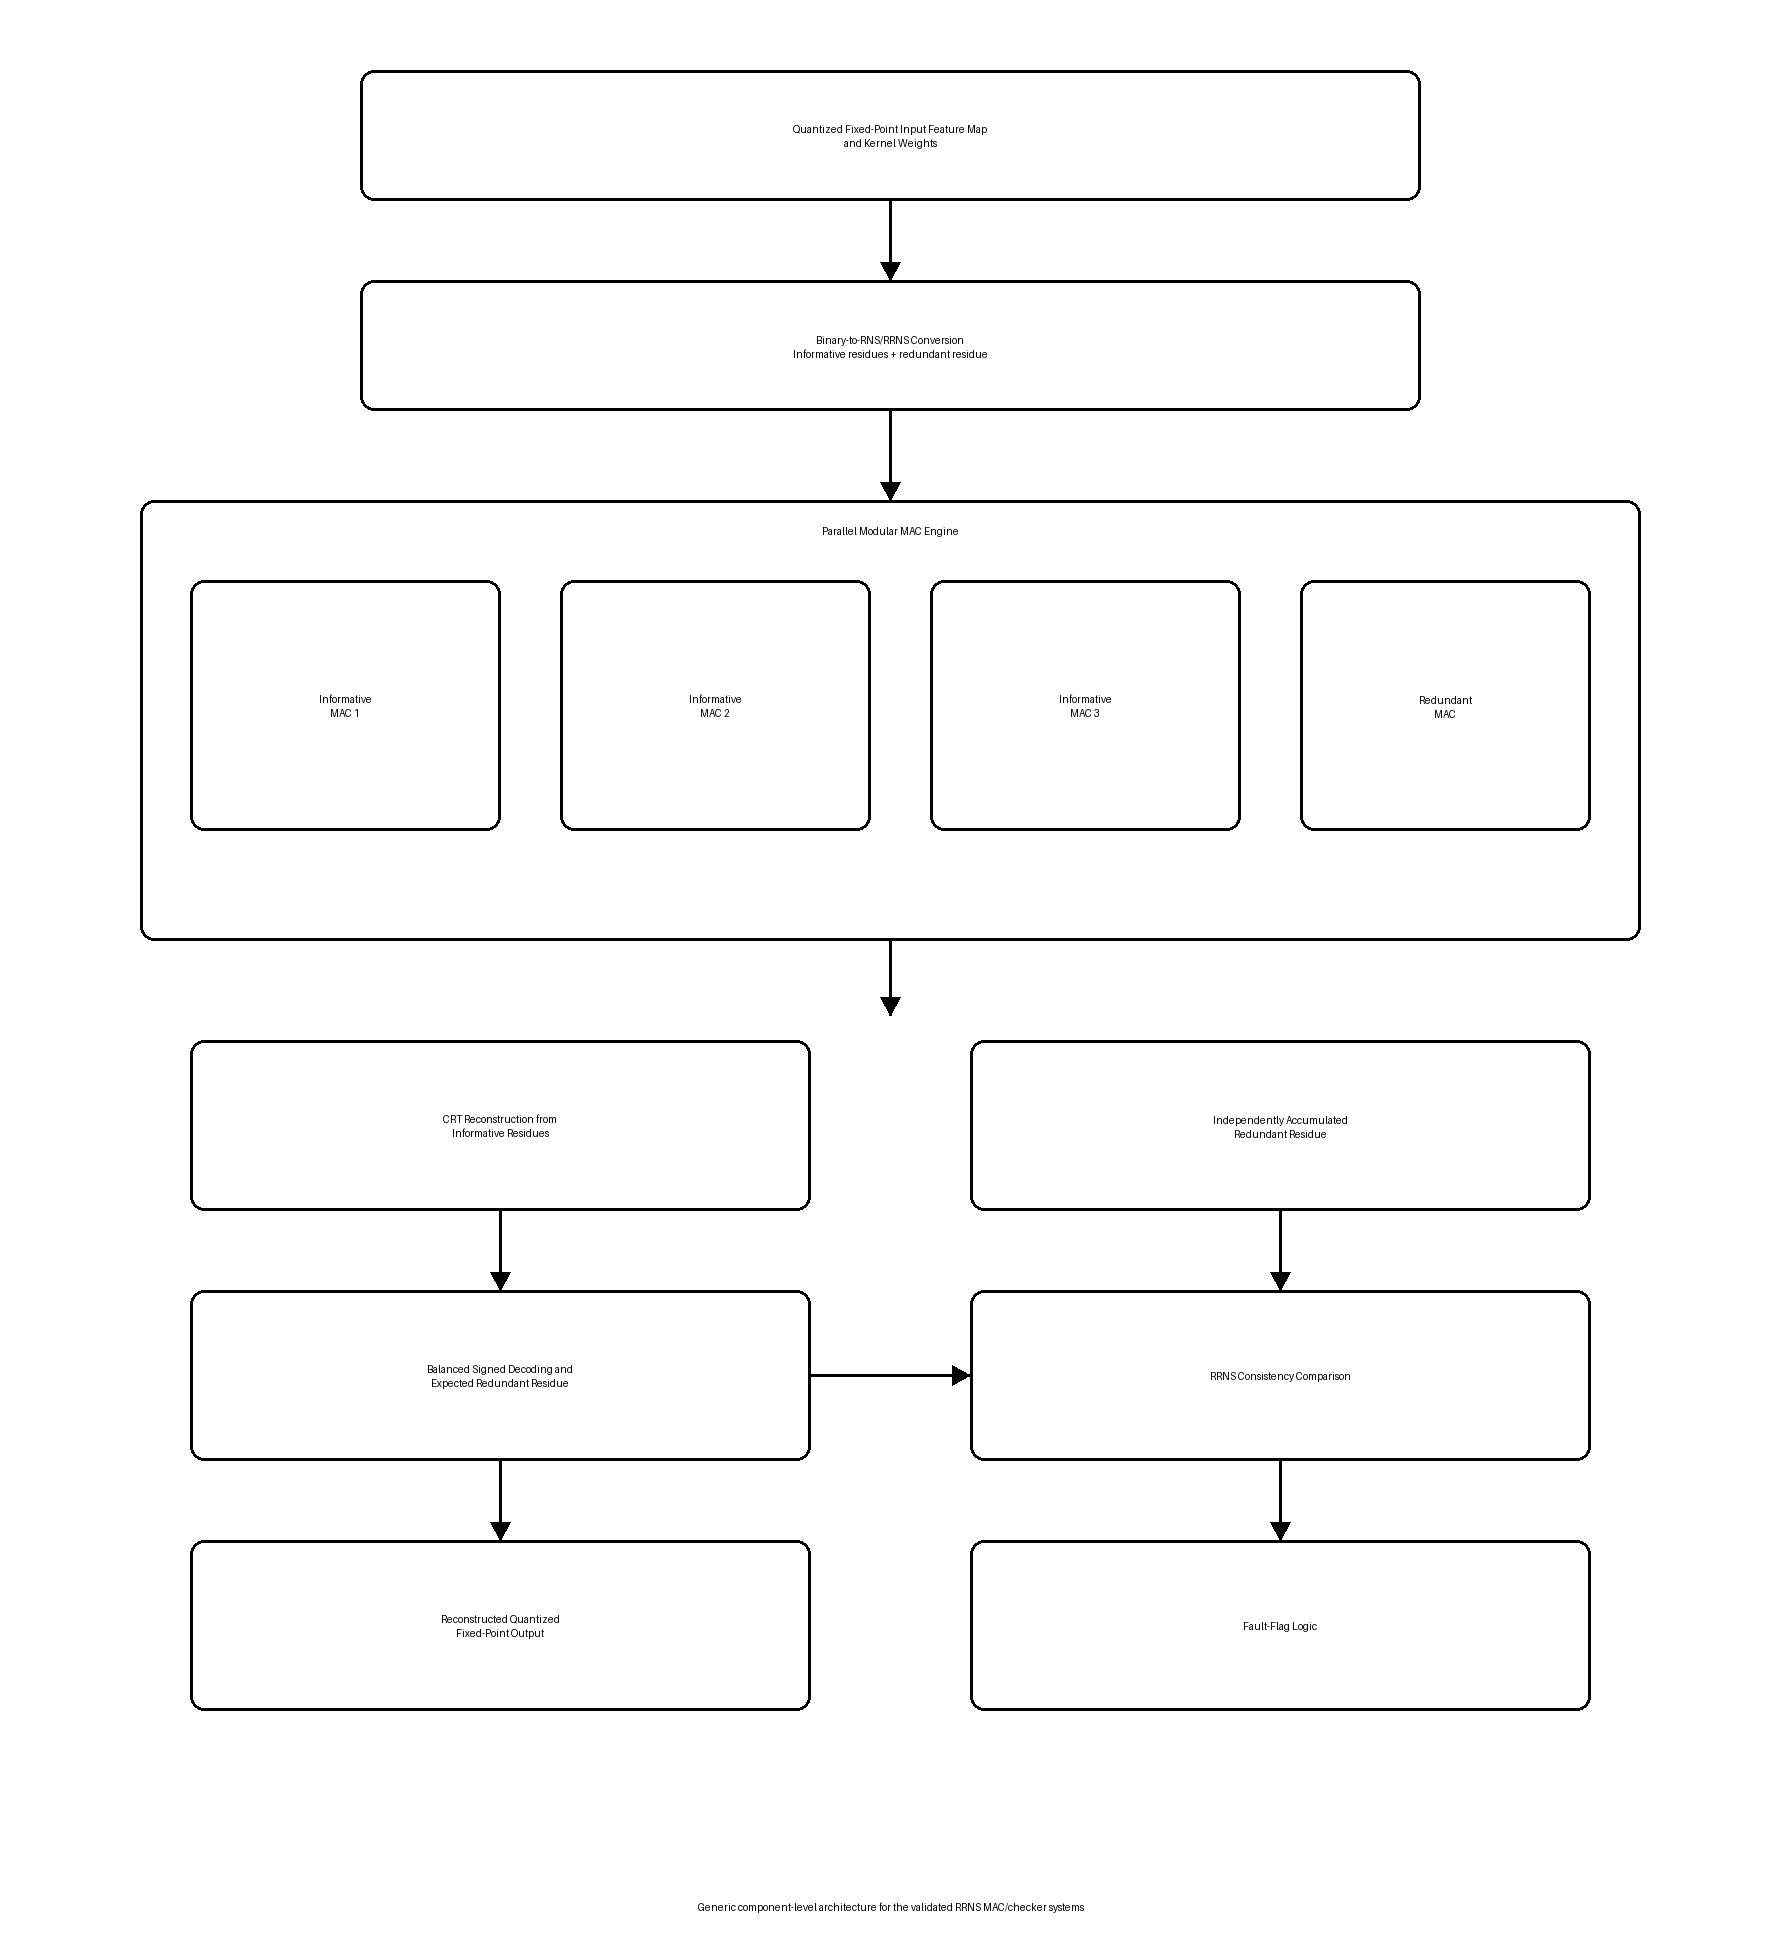 Quantized Fixed-Point Input Feature Map
and Kernel Weights
Binary-to-RNS/RRNS Conversion
Informative residues + redundant residue
Parallel Modular MAC Engine
Informative
MAC 1
Informative
MAC 2
Informative
MAC 3
Redundant
MAC
CRT Reconstruction from
Informative Residues
Independently Accumulated
Redundant Residue
Balanced Signed Decoding and
Expected Redundant Residue
RRNS Consistency Comparison
Reconstructed Quantized
Fixed-Point Output
Fault-Flag Logic
Generic component-level architecture for the validated RRNS MAC/checker systems